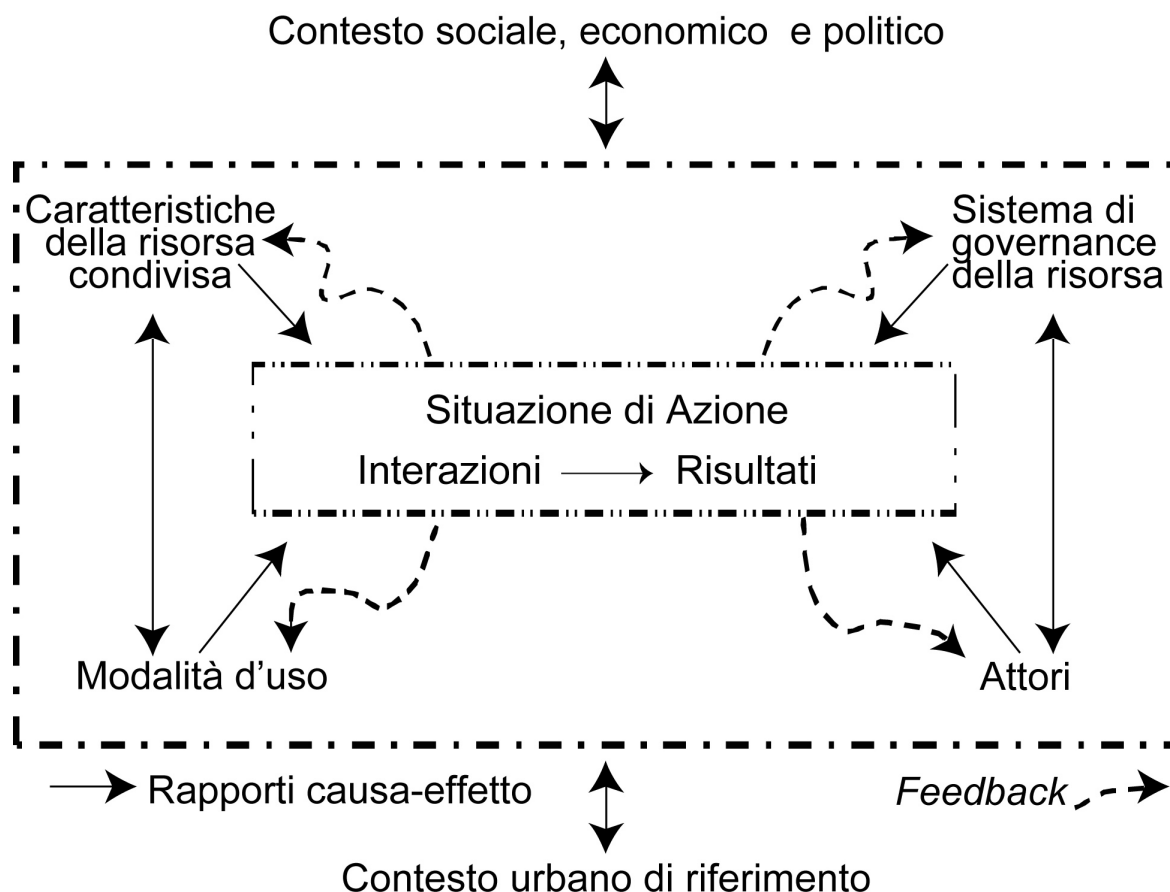 Contesto sociale, economico e politico
Caratteristiche
della risorsa
condivisa
Sistema di
governance
della risorsa
Situazione di Azione
Interazioni
Risultati
Modalità d'uso
Attori
Rapporti causa-effetto
Feedback
Contesto urbano di riferimento